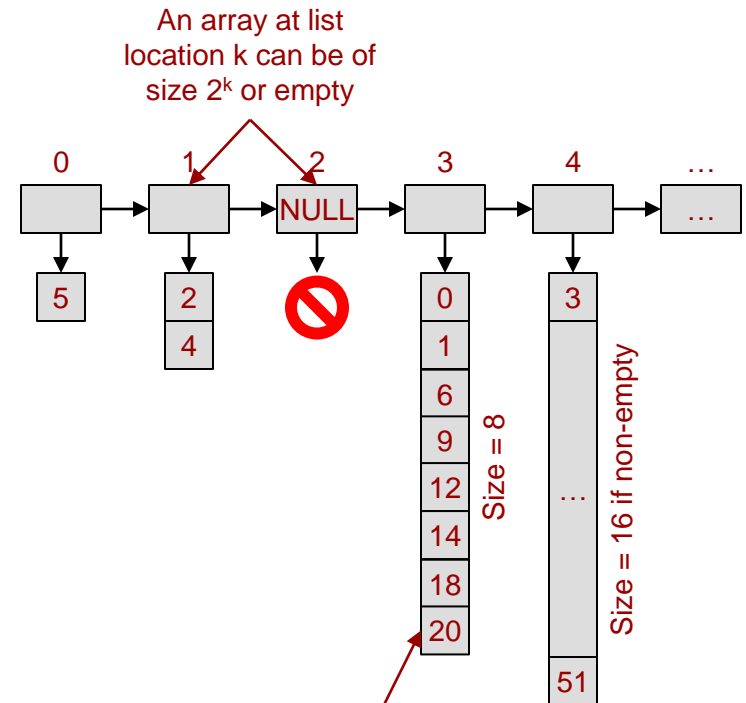 An array at list
location k can be of
size 2ᵏ or empty
0 1 2 3 4 …
NULL …
5 2 0 3
4 1
6
9
12 …
14
18
20
51
Size = 8
Size = 16 if non-empty